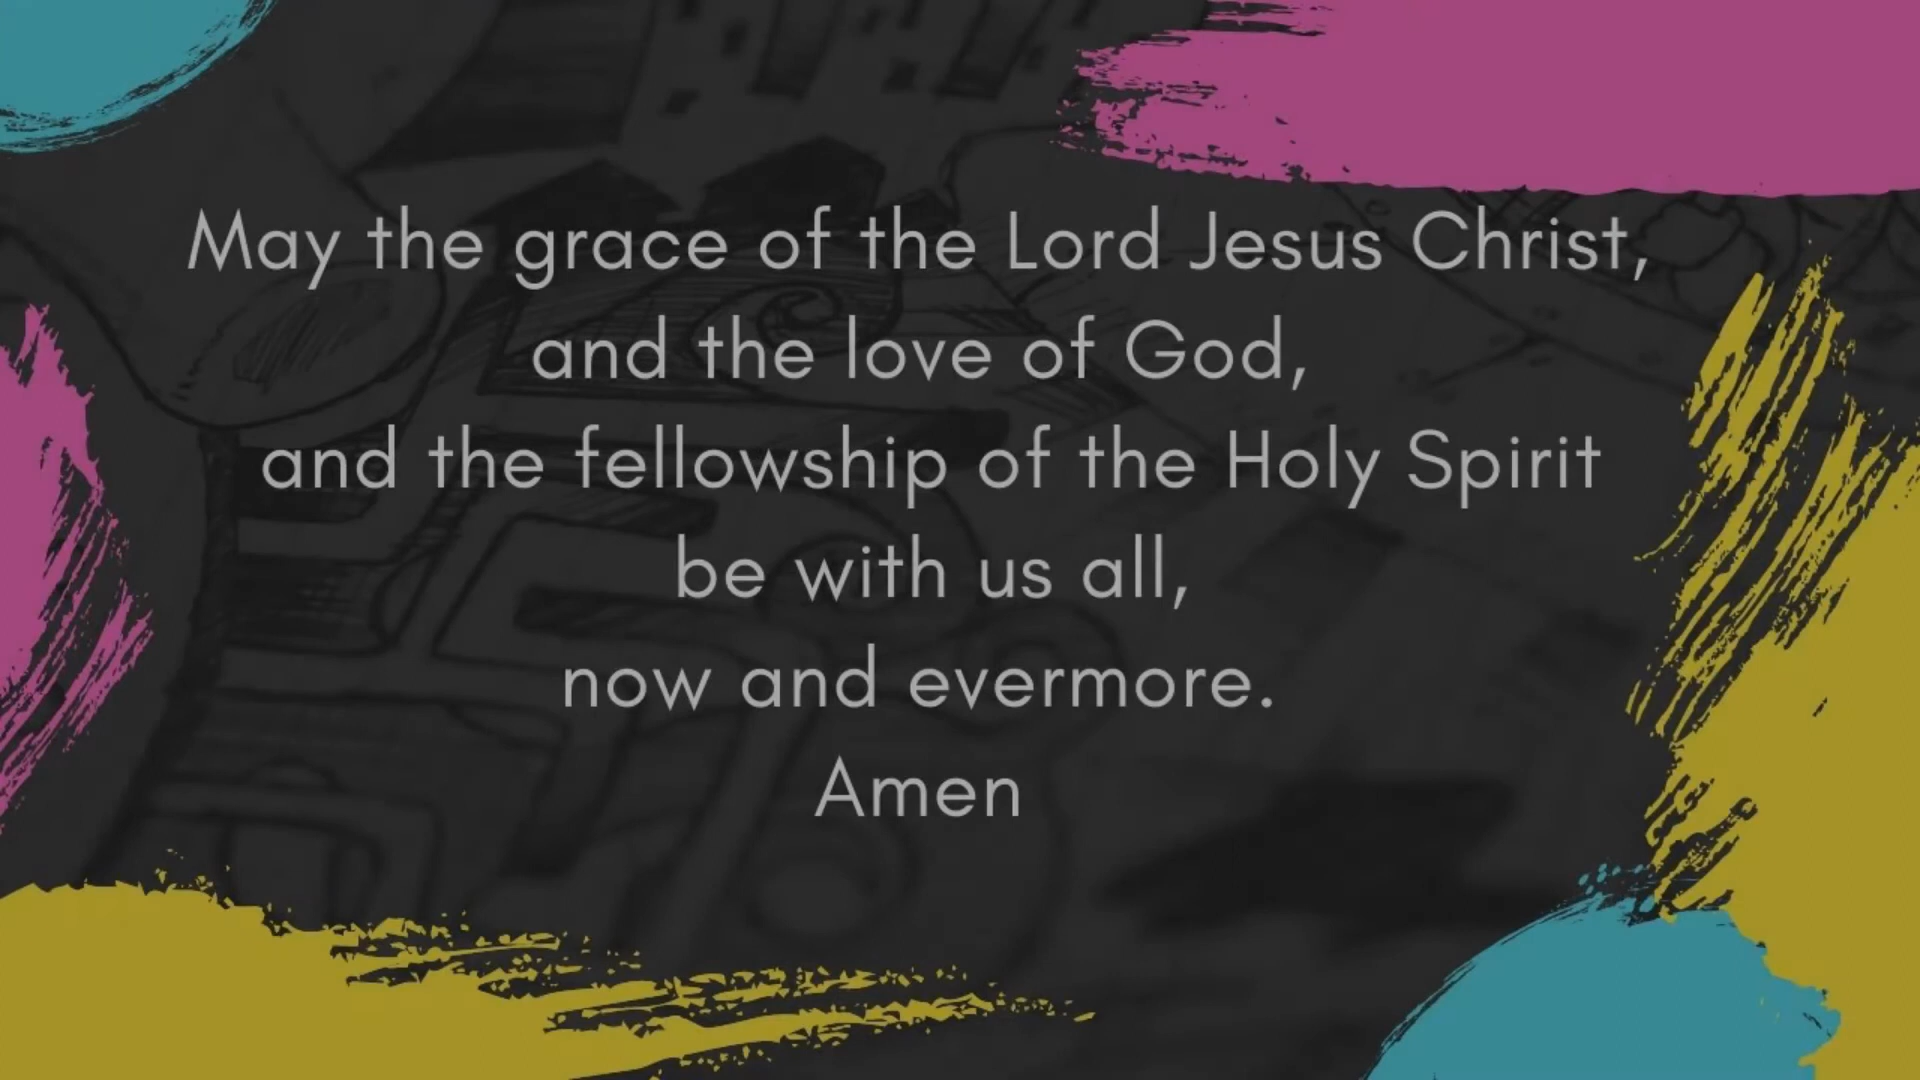 May the grace of the Lord Jesus Christ,
and the love of God,
and the fellowship of the Holy Spirit
be with us all,
now and evermore.
Amen